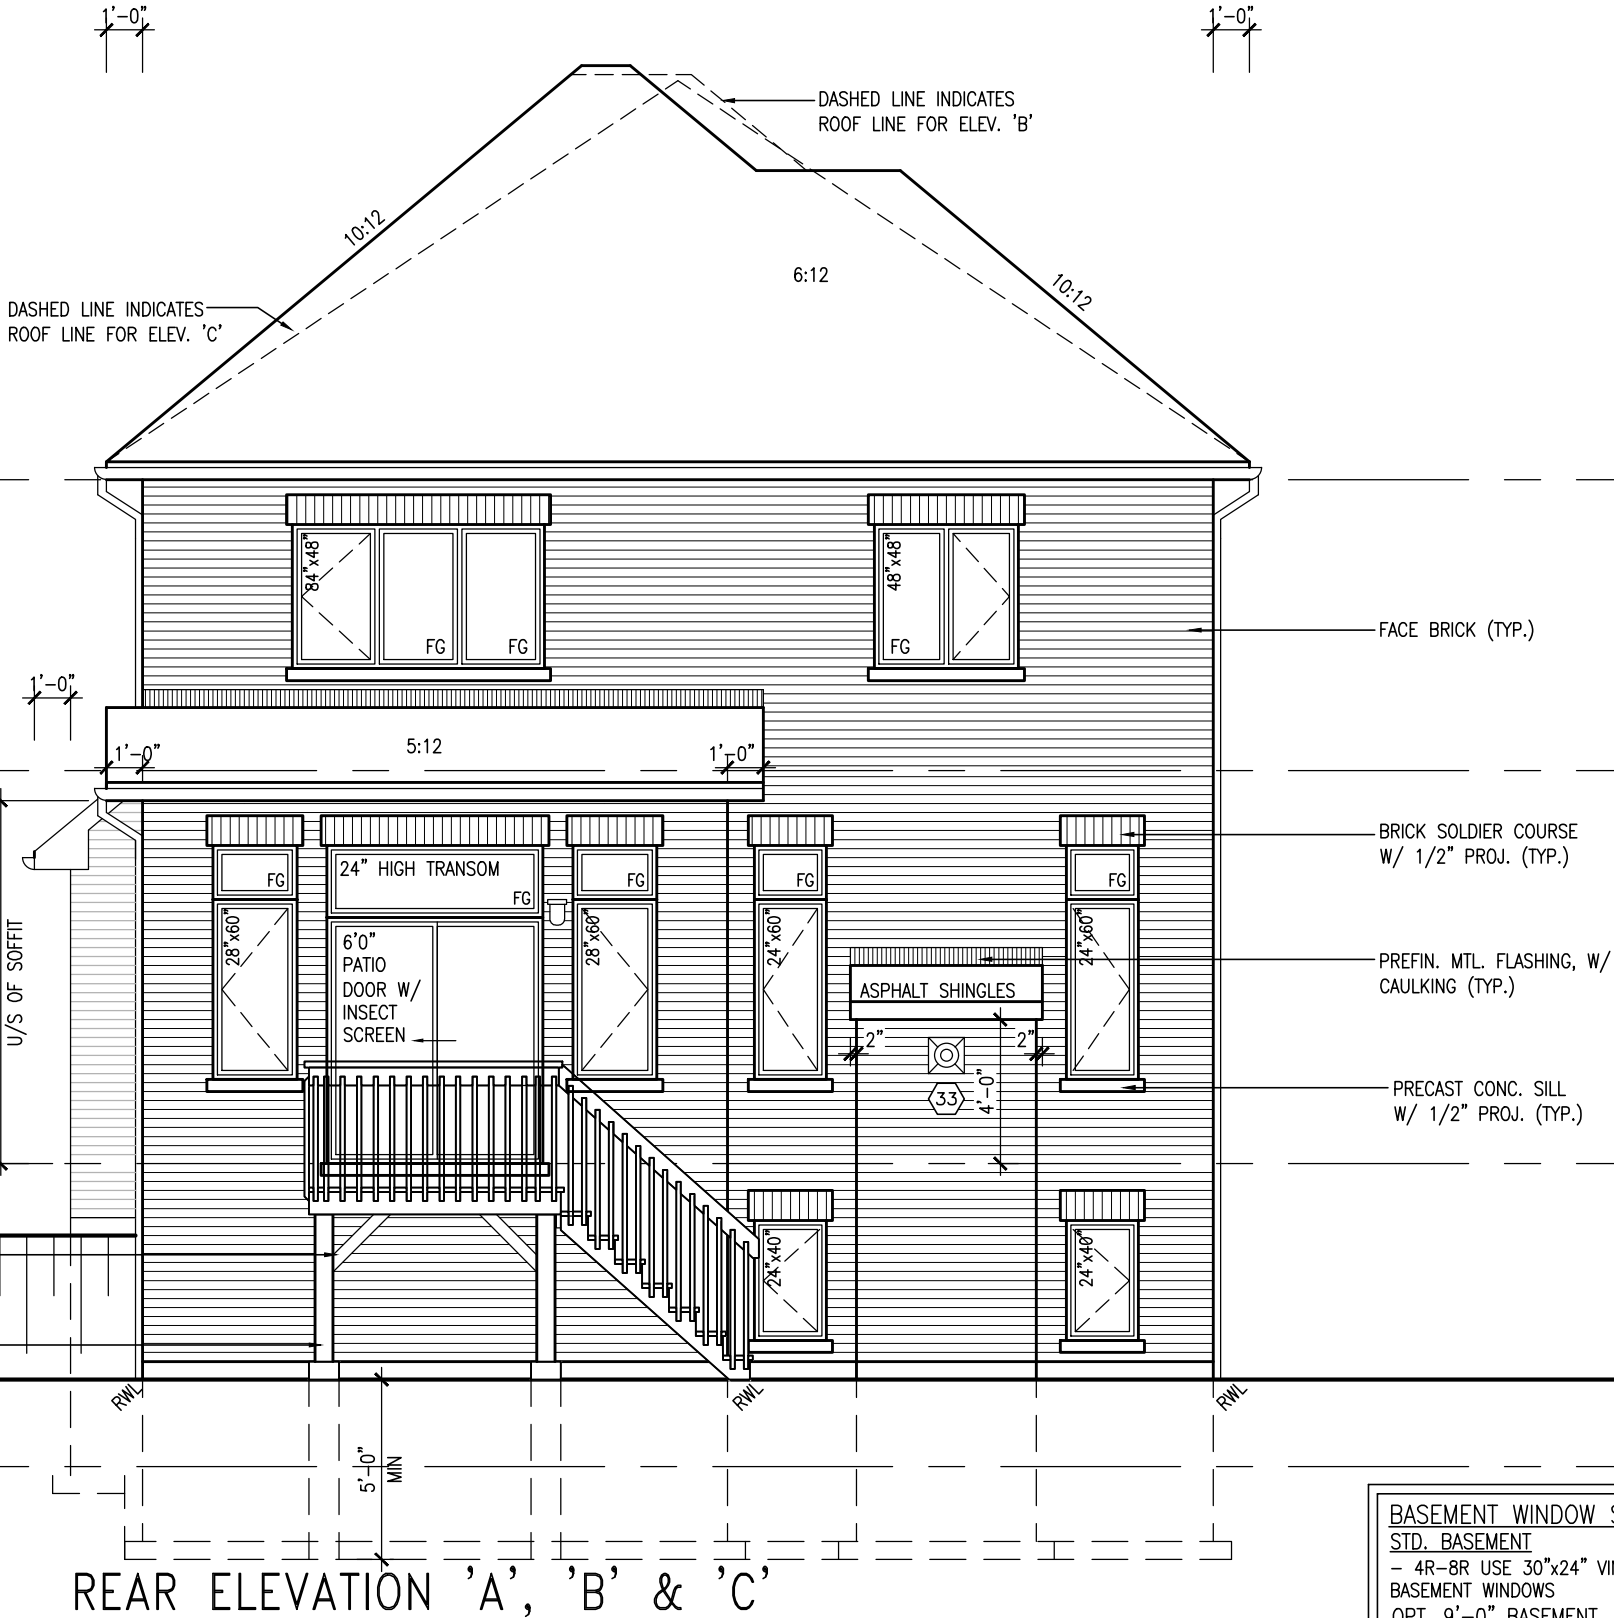 1'-0"
1'-0"
DASHED LINE INDICATES
ROOF LINE FOR ELEV. 'B'
10:12
6:12
10:12
DASHED LINE INDICATES
ROOF LINE FOR ELEV. 'C'
84"x48"
FG
FG
48"x48"
FG
FACE BRICK (TYP.)
1'-0"
1'-0"
5:12
1'-0"
BRICK SOLDIER COURSE
W/ 1/2" PROJ. (TYP.)
FG
24" HIGH TRANSOM
FG
FG
FG
FG
U/S OF SOFFIT
28"x60"
6'0"
PATIO
DOOR W/
INSECT
SCREEN
28"x60"
24"x60"
24"x60"
PREFIN. MTL. FLASHING, W/
CAULKING (TYP.)
ASPHALT SHINGLES
2"
2"
33
4'-0"
PRECAST CONC. SILL
W/ 1/2" PROJ. (TYP.)
24"x40"
24"x40"
RWL
RWL
RWL
5'-0"
MIN
REAR ELEVATION 'A', 'B' & 'C'
BASEMENT WINDOW
STD. BASEMENT
- 4R-8R USE 30"x24"
BASEMENT WINDOWS
OPT. 9'-0" BASEMENT